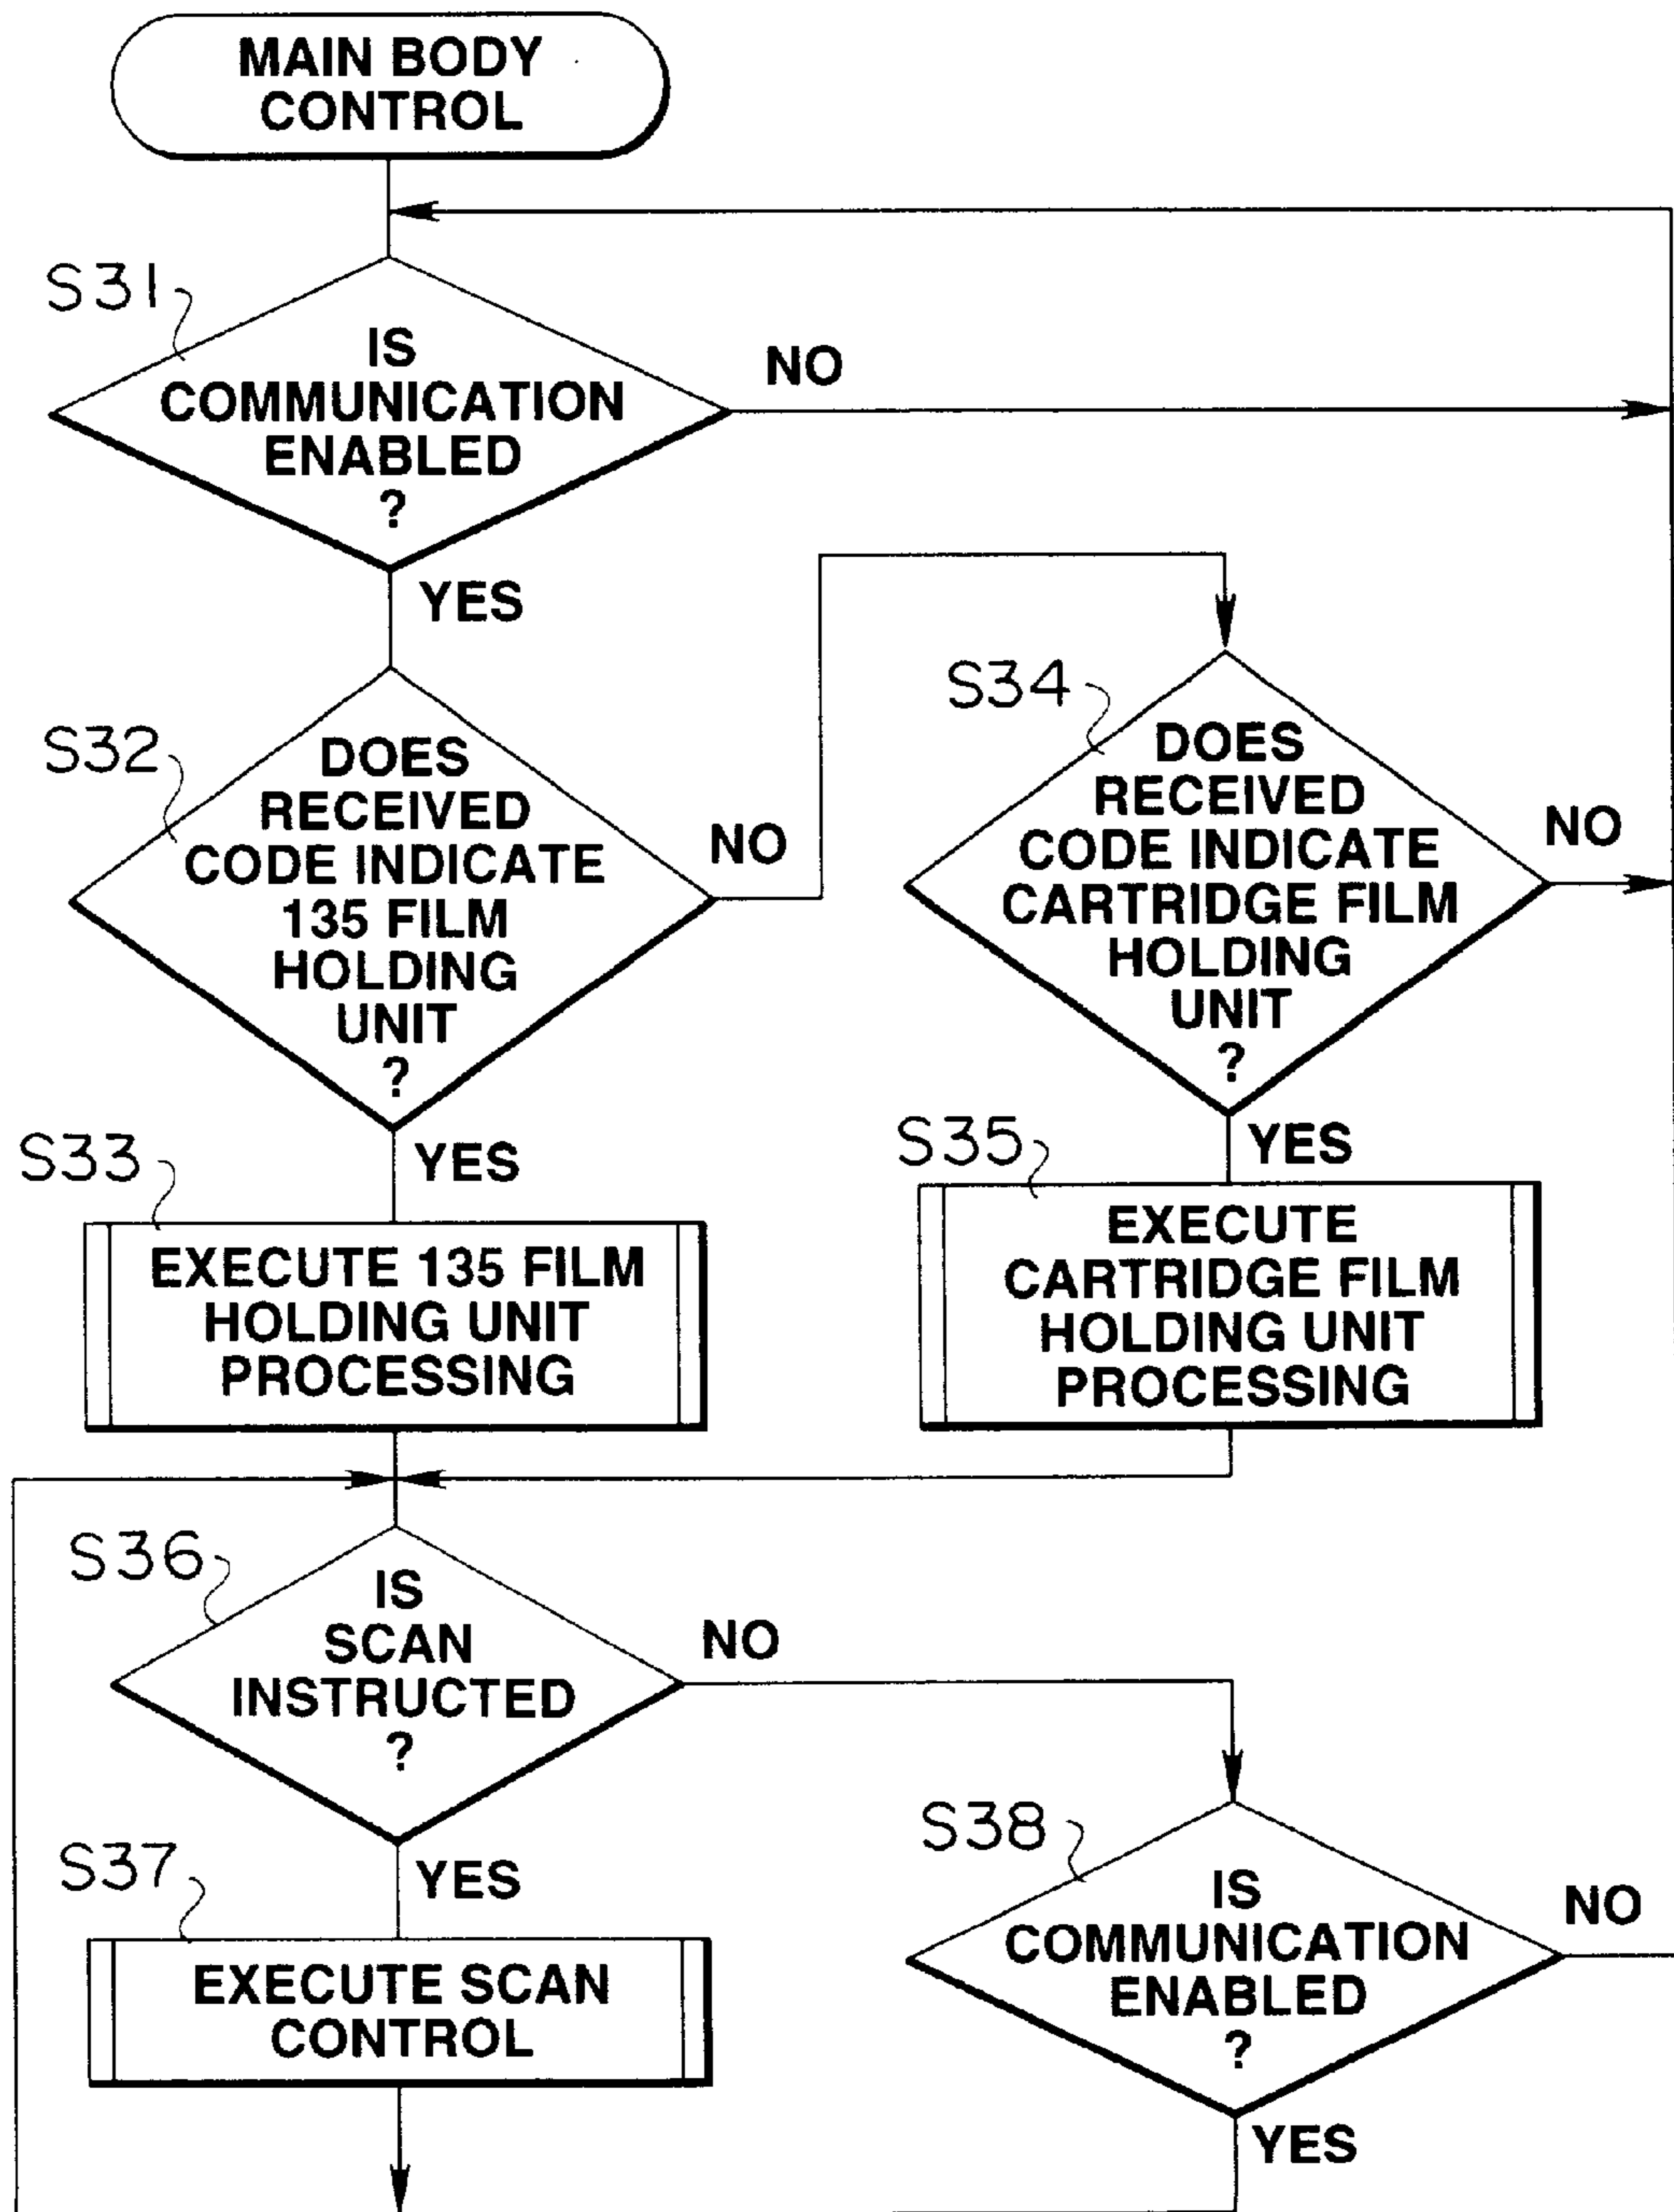 MAIN BODY
CONTROL
S31
IS
COMMUNICATION
ENABLED
?
NO
YES
S32
DOES
RECEIVED
CODE INDICATE
135 FILM
HOLDING
UNIT
?
NO
YES
S34
DOES
RECEIVED
CODE INDICATE
CARTRIDGE FILM
HOLDING
UNIT
?
NO
YES
S33
EXECUTE 135 FILM
HOLDING UNIT
PROCESSING
S35
EXECUTE
CARTRIDGE FILM
HOLDING UNIT
PROCESSING
S36
IS
SCAN
INSTRUCTED
?
NO
YES
S37
EXECUTE SCAN
CONTROL
S38
IS
COMMUNICATION
ENABLED
?
NO
YES